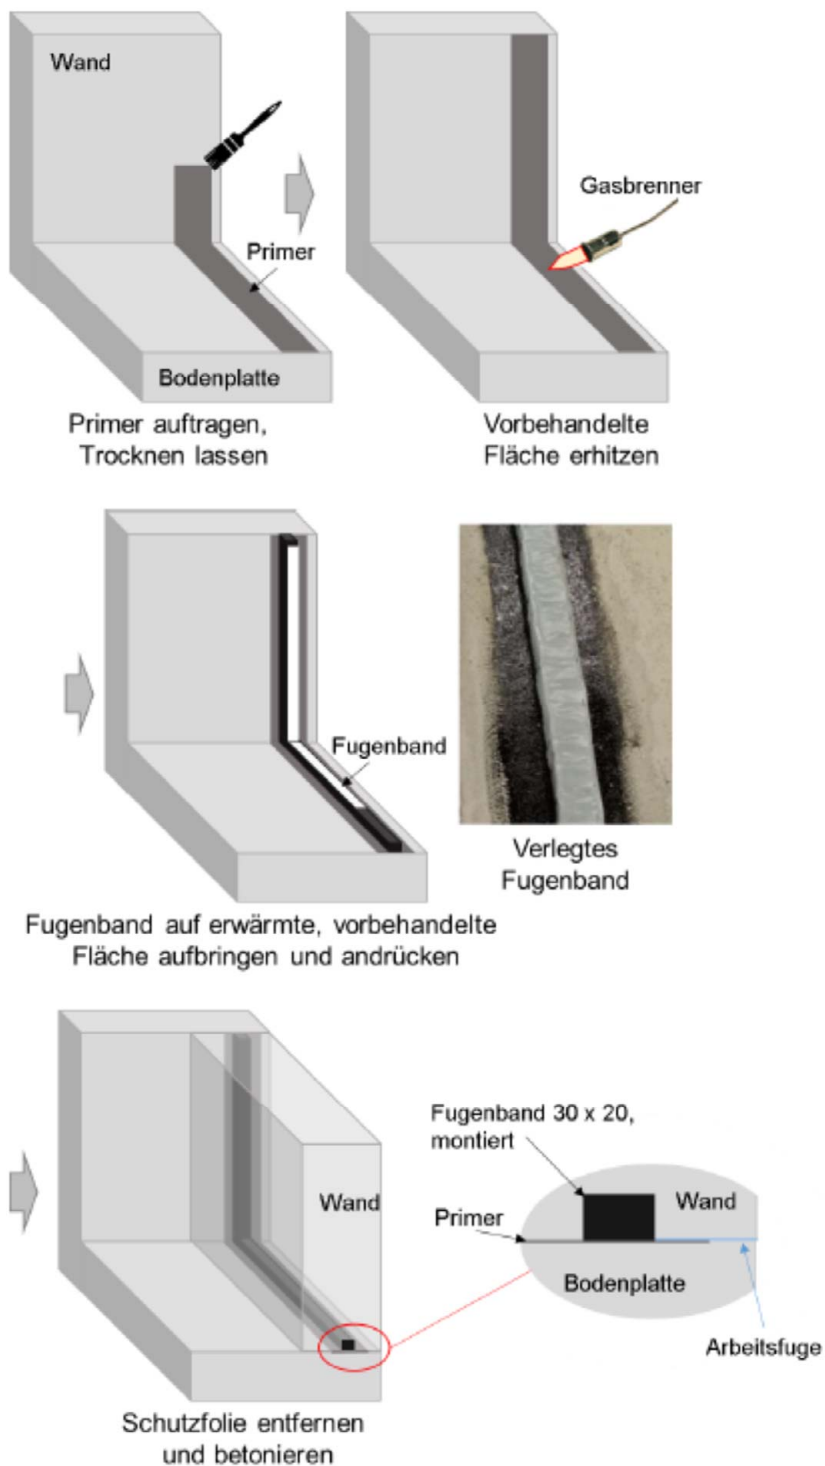 Wand
Primer
Bodenplatte
Primer auftragen,
Trocknen lassen
Gasbrenner
Vorbehandelte
Fläche erhitzen
Fugenband
Fugenband auf erwärmte, vorbehandelte
Fläche aufbringen und andrücken
Verlegtes
Fugenband
Wand
Schutzfolie entfernen
und betonieren
Fugenband 30 x 20,
montiert
Wand
Primer
Bodenplatte
Arbeitsfuge